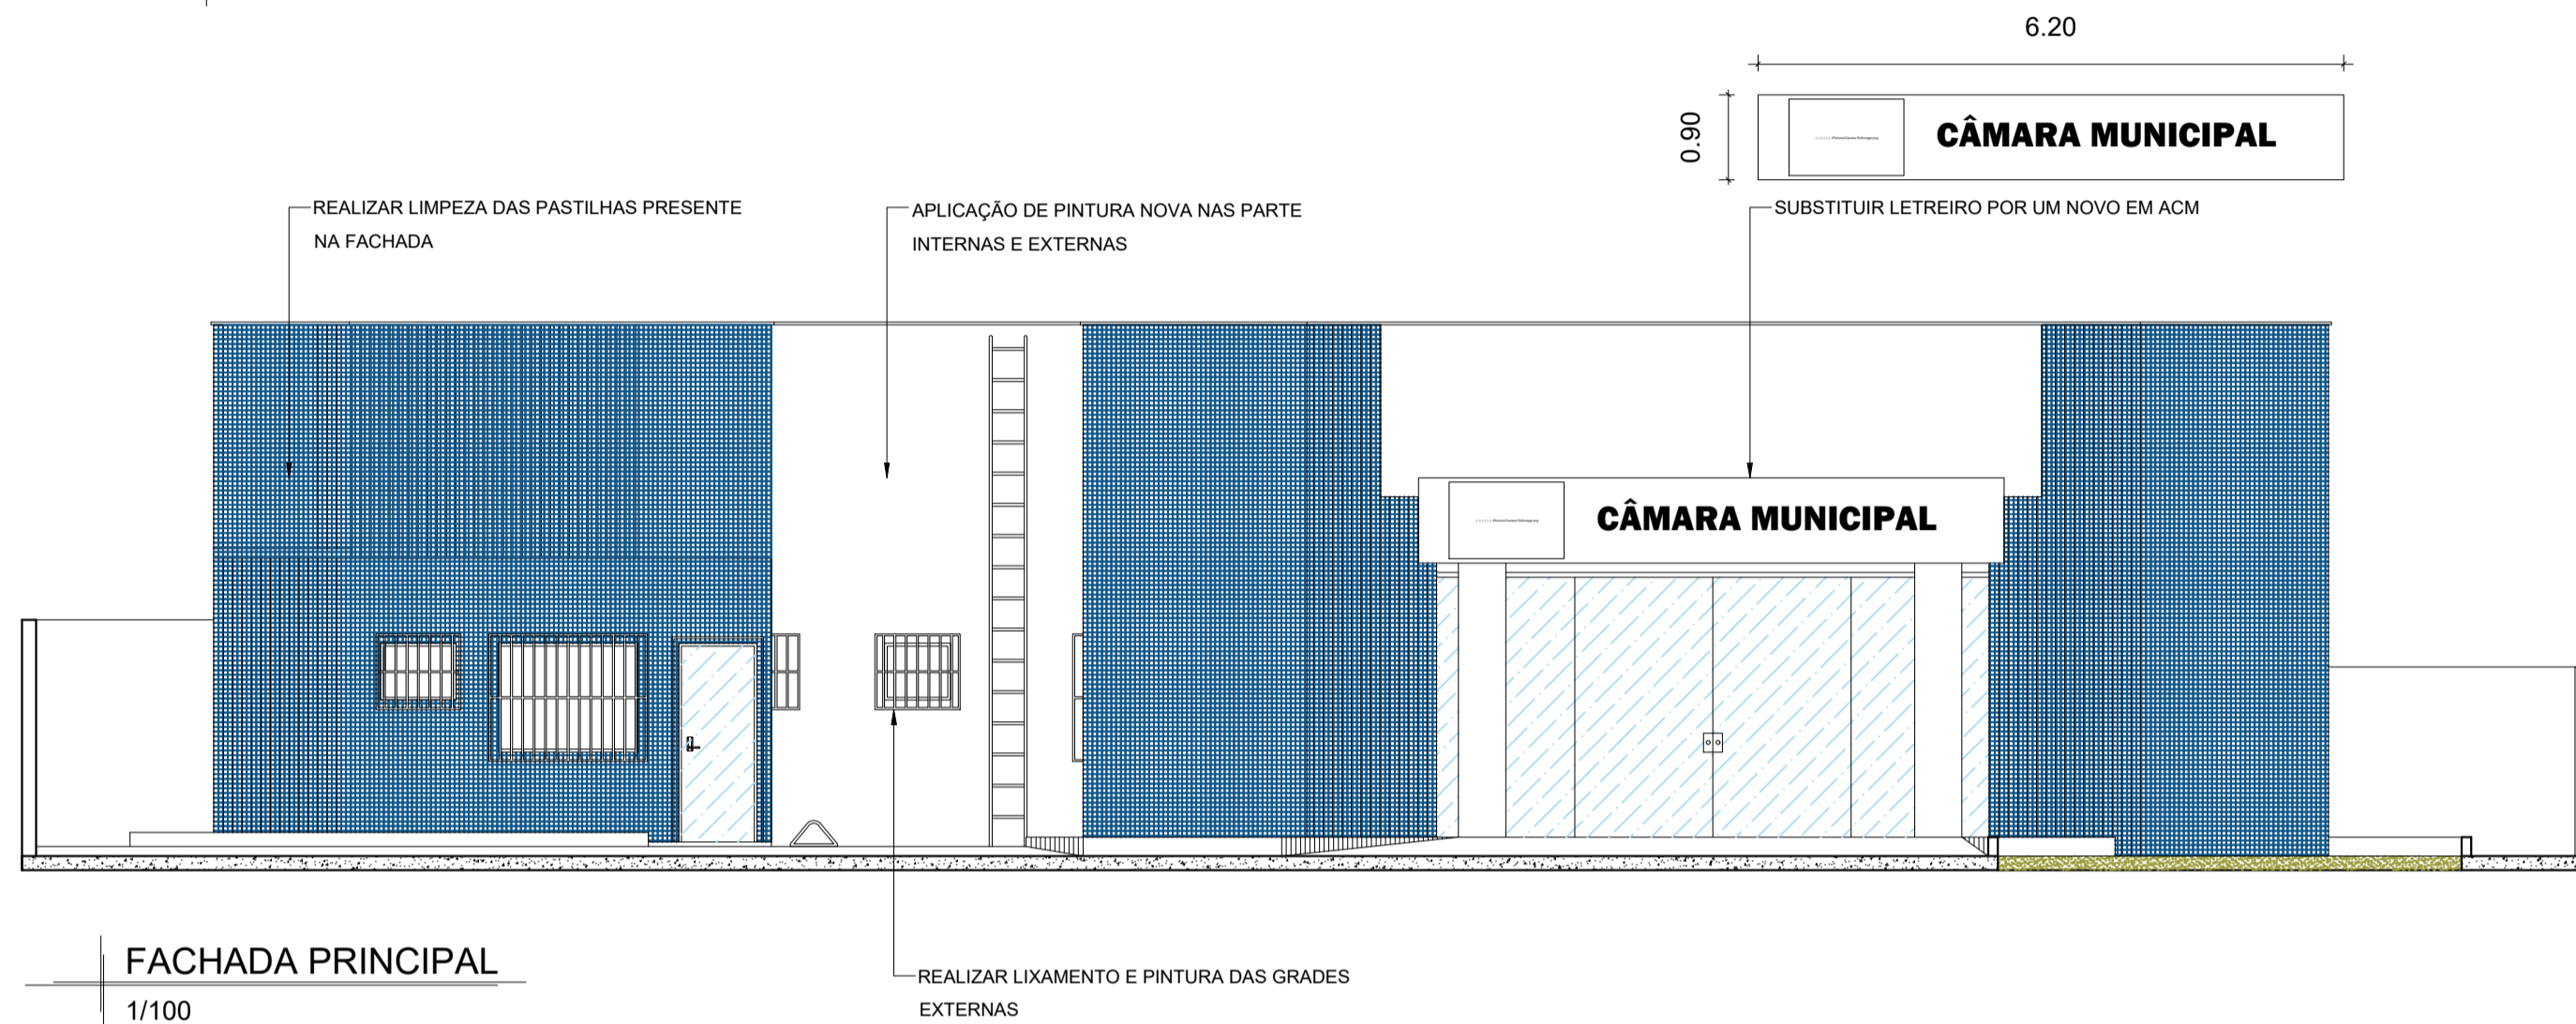 6.20
0.90
CÂMARA MUNICIPAL
REALIZAR LIMPEZA DAS PASTILHAS PRESENTE
NA FACHADA
APLICAÇÃO DE PINTURA NOVA NAS PARTE
INTERNAS E EXTERNAS
SUBSTITUIR LETREIRO POR UM NOVO EM ACM
CÂMARA MUNICIPAL
FACHADA PRINCIPAL
1/100
REALIZAR LIXAMENTO E PINTURA DAS GRADES
EXTERNAS